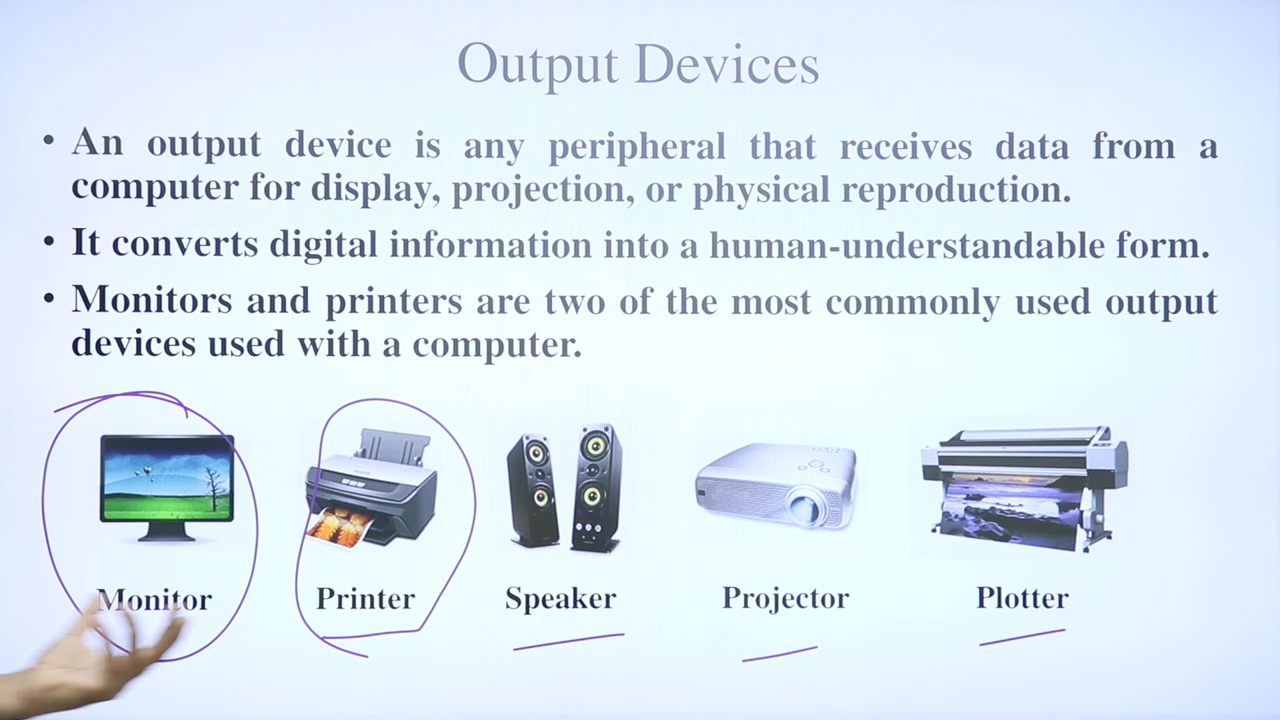 Output Devices
• An output device is any peripheral that receives data from a
computer for display, projection, or physical reproduction.
• It converts digital information into a human-understandable form.
• Monitors and printers are two of the most commonly used output
devices used with a computer.
Monitor Printer Speaker Projector Plotter